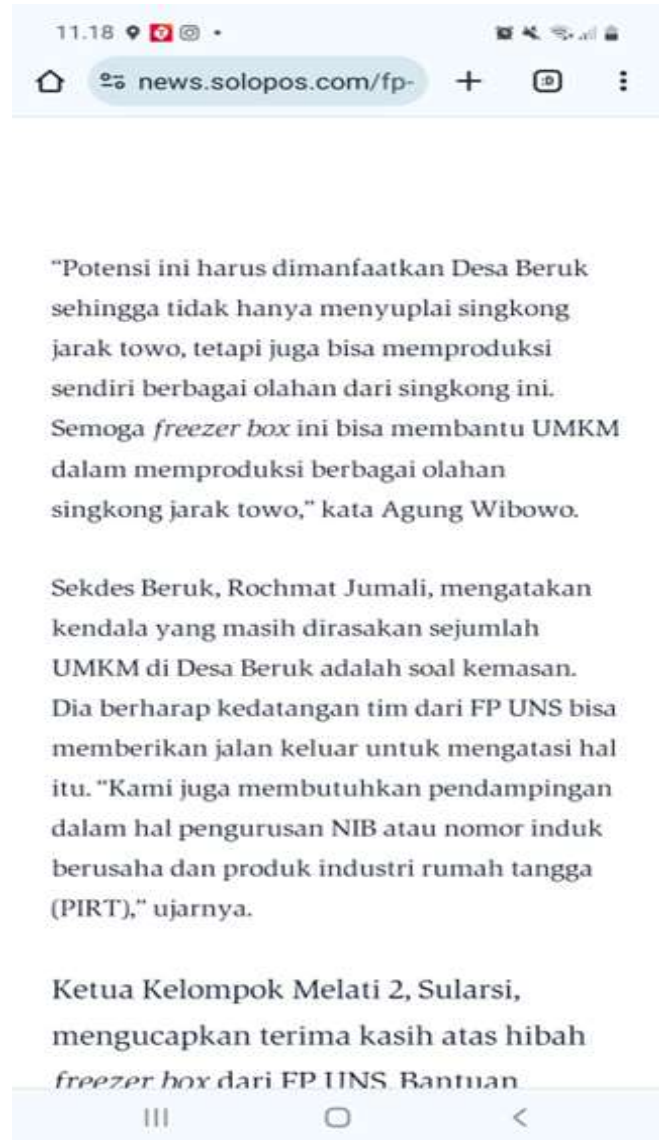 11.18
news.solopos.com/fp-
“Potensi ini harus dimanfaatkan Desa Beruk
sehingga tidak hanya menyuplai singkong
jarak towo, tetapi juga bisa memproduksi
sendiri berbagai olahan dari singkong ini.
Semoga freezer box ini bisa membantu UMKM
dalam memproduksi berbagai olahan
singkong jarak towo,” kata Agung Wibowo.
Sekdes Beruk, Rochmat Jumali, mengatakan
kendala yang masih dirasakan sejumlah
UMKM di Desa Beruk adalah soal kemasan.
Dia berharap kedatangan tim dari FP UNS bisa
memberikan jalan keluar untuk mengatasi hal
itu. “Kami juga membutuhkan pendampingan
dalam hal pengurusan NIB atau nomor induk
berusaha dan produk industri rumah tangga
(PIRT),” ujarnya.
Ketua Kelompok Melati 2, Sularsi,
mengucapkan terima kasih atas hibah
freezer box dari FP UNS. Bantuan